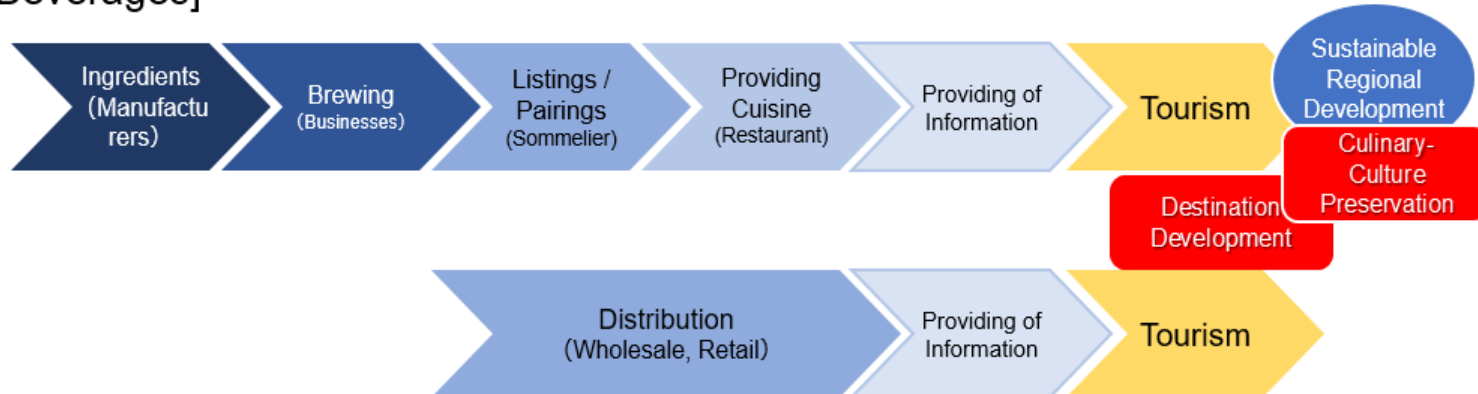 Beverages]
Ingredients
（Manufactu
rers）
Brewing
（Businesses）
Listings /
Pairings
(Sommelier)
Providing
Cuisine
(Restaurant)
Providing of
Information
Tourism
Sustainable
Regional
Development
Culinary-
Culture
Preservation
Destination
Development
Distribution
（Wholesale, Retail）
Providing of
Information
Tourism